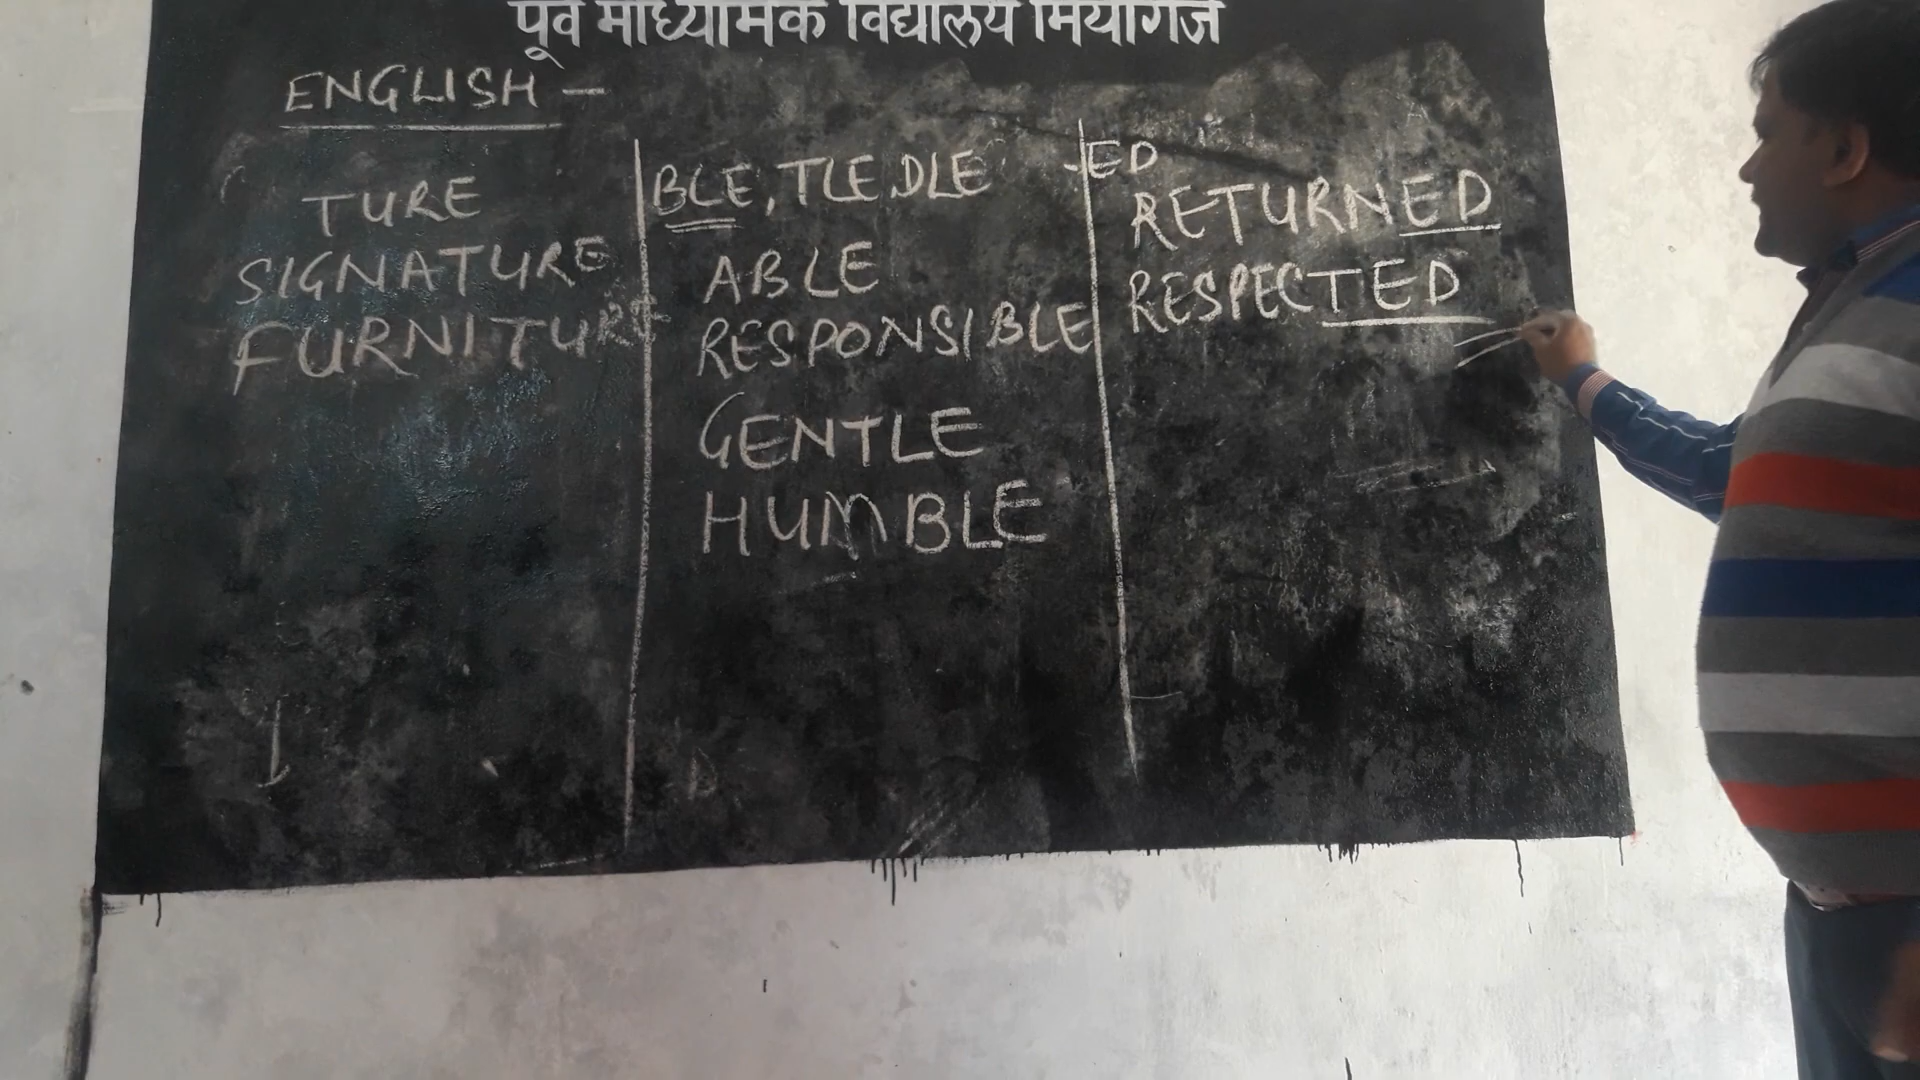 पूर्व माध्यमिक विद्यालय मियागंज
ENGLISH -
TURE
SIGNATURE
FURNITURE
BLE, TLE, DLE
ABLE
RESPONSIBLE
GENTLE
HUMBLE
-ED
RETURNED
RESPECTED